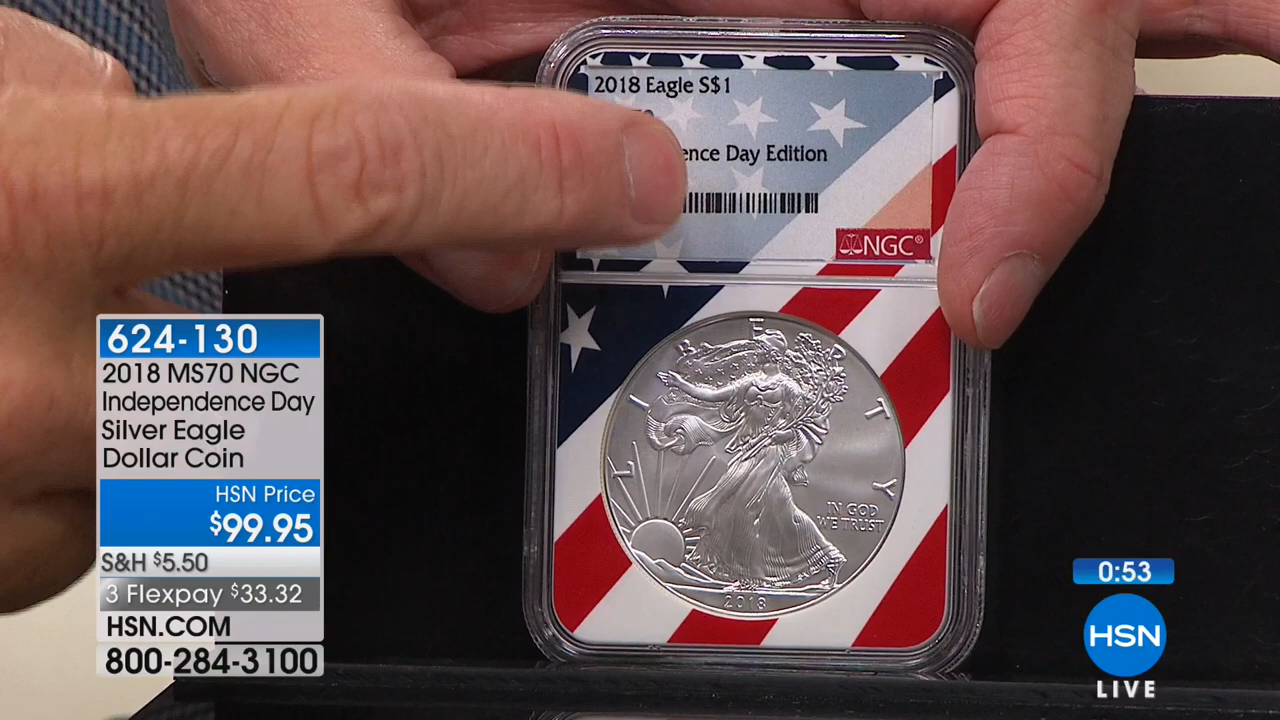 2018 Eagle S$1
Day Edition
NGC®
LIBERTY
IN GOD
WE TRUST
2018
624-130
2018 MS70 NGC
Independence Day
Silver Eagle
Dollar Coin
HSN Price
$99.95
S&H $5.50
3 Flexpay $33.32
HSN.COM
800-284-3100
0:53
HSN
LIVE